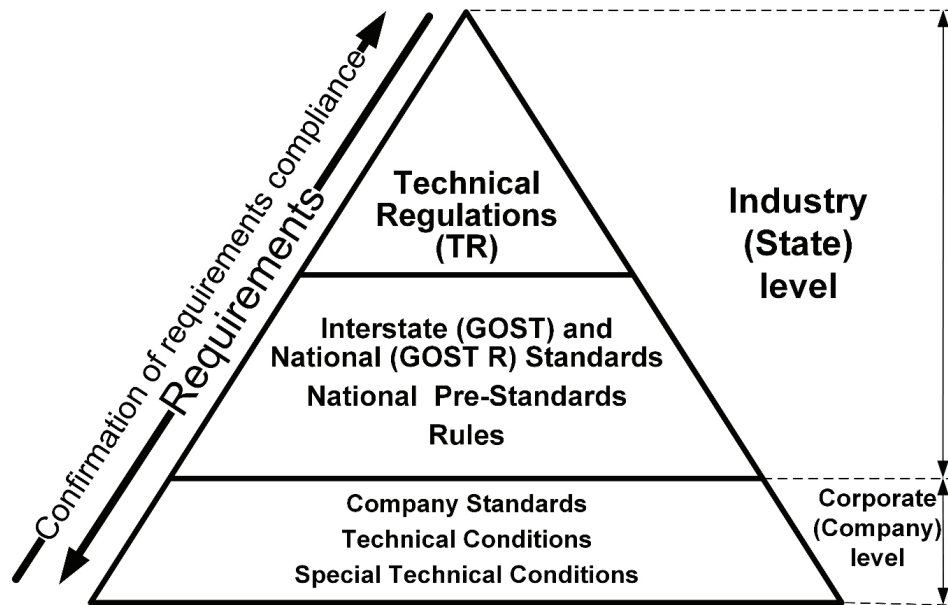 Confirmation of requirements compliance
Requirements
Technical
Regulations
(TR)
Interstate (GOST) and
National (GOST R) Standards
National Pre-Standards
Rules
Company Standards
Technical Conditions
Special Technical Conditions
Industry
(State)
level
Corporate
(Company)
level